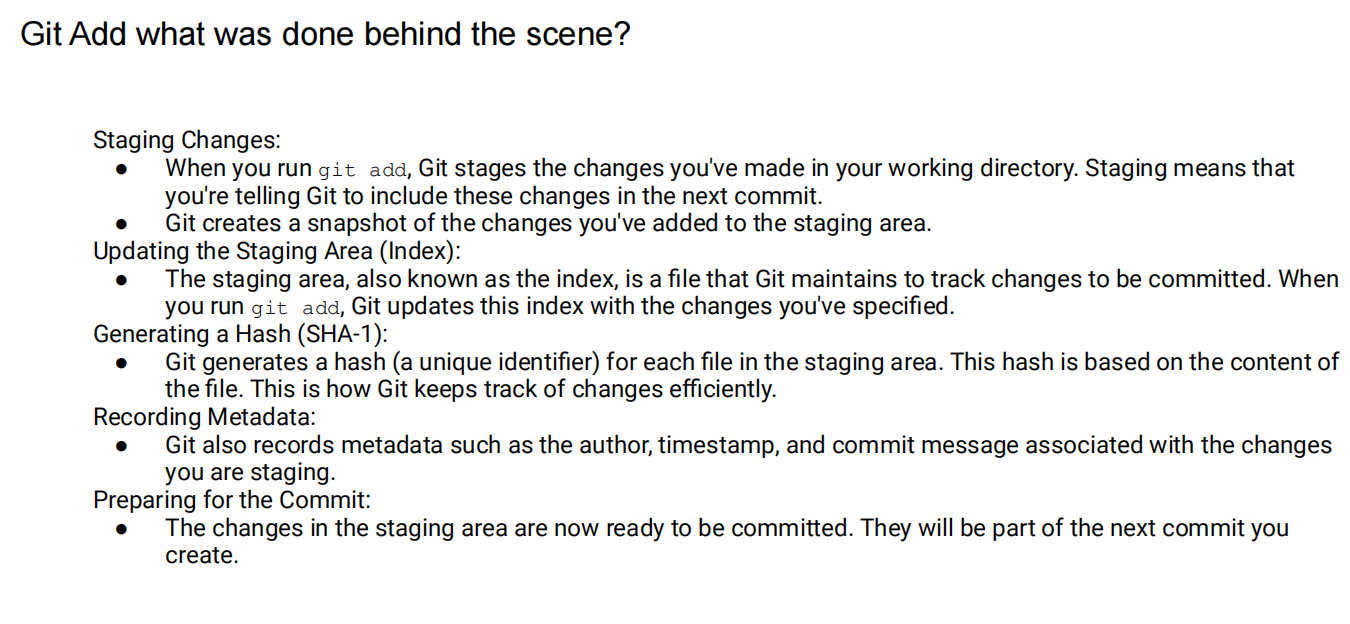 Git Add what was done behind the scene?
Staging Changes:
● When you run git add, Git stages the changes you've made in your working directory. Staging means that
you're telling Git to include these changes in the next commit.
● Git creates a snapshot of the changes you've added to the staging area.
Updating the Staging Area (Index):
● The staging area, also known as the index, is a file that Git maintains to track changes to be committed. When
you run git add, Git updates this index with the changes you've specified.
Generating a Hash (SHA-1):
● Git generates a hash (a unique identifier) for each file in the staging area. This hash is based on the content of
the file. This is how Git keeps track of changes efficiently.
Recording Metadata:
● Git also records metadata such as the author, timestamp, and commit message associated with the changes
you are staging.
Preparing for the Commit:
● The changes in the staging area are now ready to be committed. They will be part of the next commit you
create.